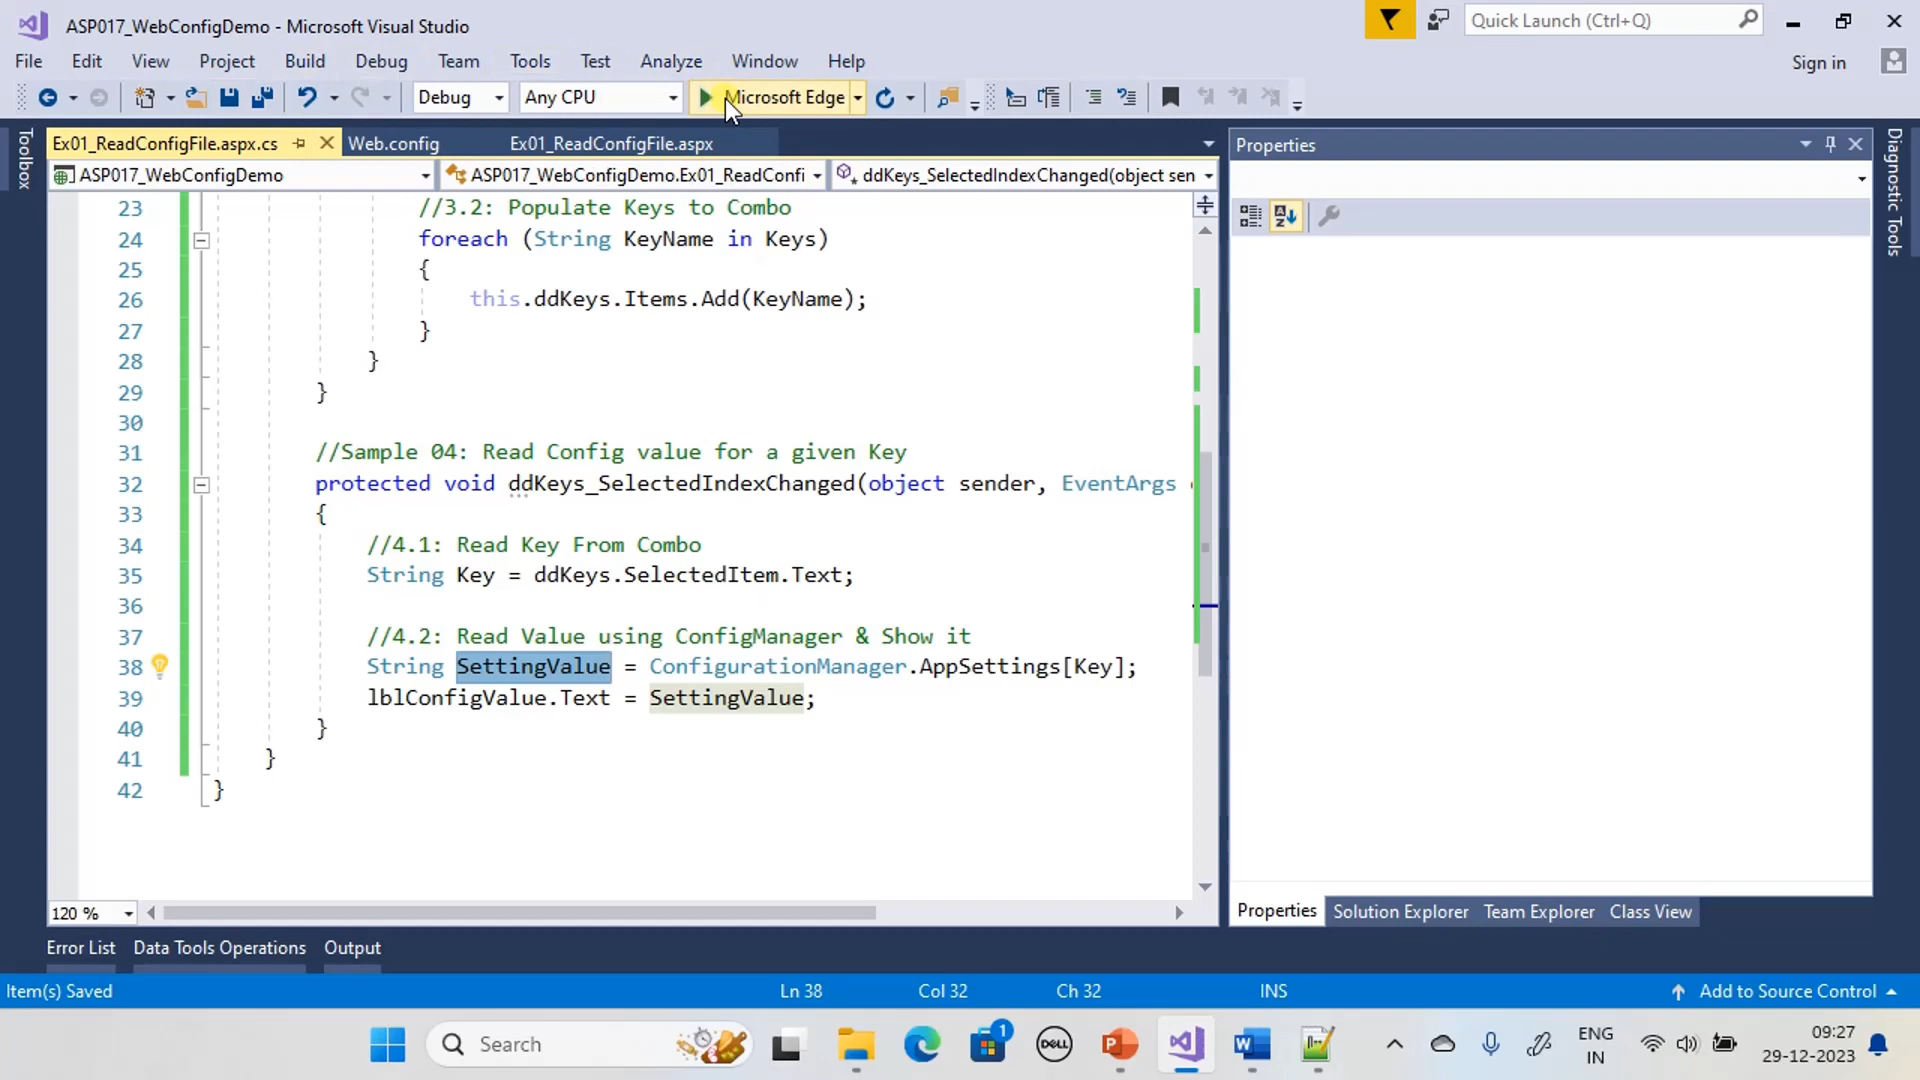 ASP017_WebConfigDemo - Microsoft Visual Studio
Quick Launch (Ctrl+Q)
File Edit View Project Build Debug Team Tools Test Analyze Window Help
Sign in
Debug Any CPU Microsoft Edge
Toolbox
Ex01_ReadConfigFile.aspx.cs Web.config Ex01_ReadConfigFile.aspx
ASP017_WebConfigDemo ASP017_WebConfigDemo.Ex01_ReadConfi ddKeys_SelectedIndexChanged(object sen
23 //3.2: Populate Keys to Combo
24 foreach (String KeyName in Keys)
25 {
26 this.ddKeys.Items.Add(KeyName);
27 }
28 }
29 }
30
31 //Sample 04: Read Config value for a given Key
32 protected void ddKeys_SelectedIndexChanged(object sender, EventArgs
33 {
34 //4.1: Read Key From Combo
35 String Key = ddKeys.SelectedItem.Text;
36
37 //4.2: Read Value using ConfigManager & Show it
38 String SettingValue = ConfigurationManager.AppSettings[Key];
39 lblConfigValue.Text = SettingValue;
40 }
41 }
42 }
120 %
Properties
Diagnostic Tools
Properties Solution Explorer Team Explorer Class View
Error List Data Tools Operations Output
Item(s) Saved Ln 38 Col 32 Ch 32 INS Add to Source Control
Search
1
DELL
ENG
IN
09:27
29-12-2023